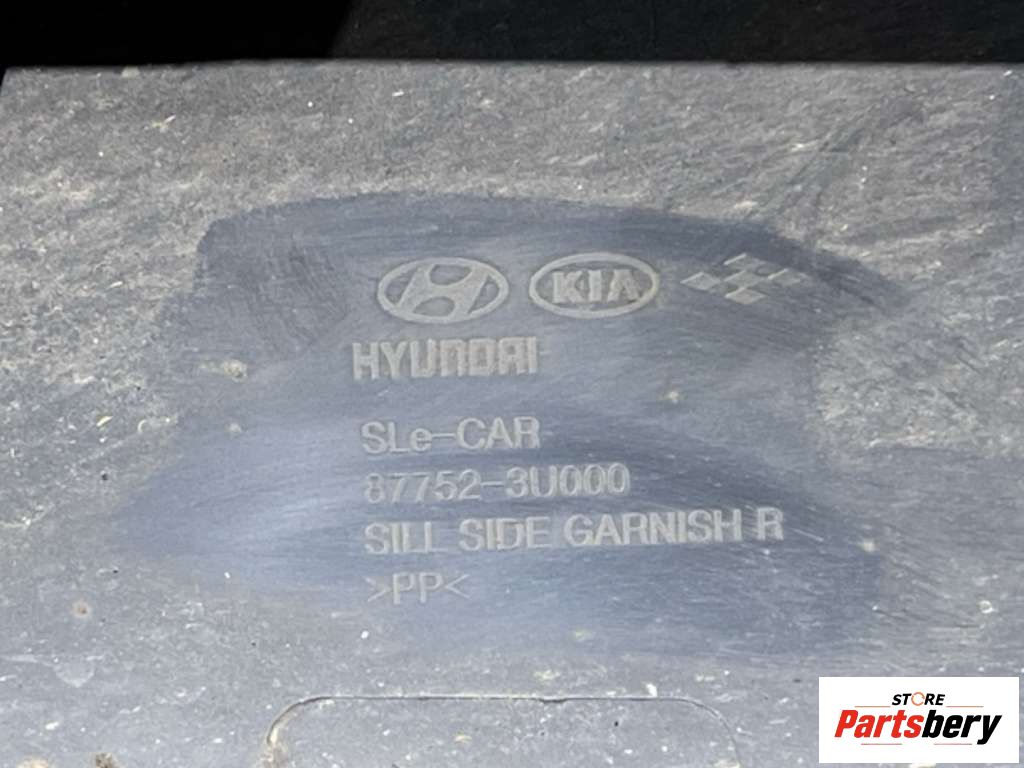 KIA
HYUNDAI
SLe-CAR
87752-3U000
SILL SIDE GARNISH R
>PP<
STORE
Partsbery